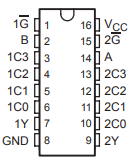 1G̅ 1 16 VCC
B 2 15 2G̅
1C3 3 14 A
1C2 4 13 2C3
1C1 5 12 2C2
1C0 6 11 2C1
1Y 7 10 2C0
GND 8 9 2Y